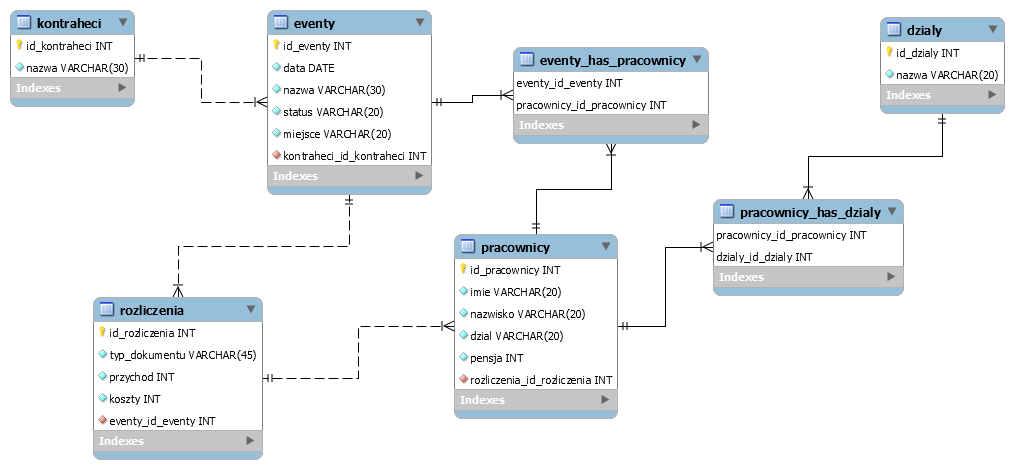 kontraheci
id_kontraheci INT
nazwa VARCHAR(30)
Indexes
eventy
id_eventy INT
data DATE
nazwa VARCHAR(30)
status VARCHAR(20)
miejsce VARCHAR(20)
kontraheci_id_kontraheci INT
Indexes
eventy_has_pracownicy
eventy_id_eventy INT
pracownicy_id_pracownicy INT
Indexes
dzialy
id_dzialy INT
nazwa VARCHAR(20)
Indexes
pracownicy_has_dzialy
pracownicy_id_pracownicy INT
dzialy_id_dzialy INT
Indexes
pracownicy
id_pracownicy INT
imie VARCHAR(20)
nazwisko VARCHAR(20)
dzial VARCHAR(20)
pensja INT
rozliczenia_id_rozliczenia INT
Indexes
rozliczenia
id_rozliczenia INT
typ_dokumentu VARCHAR(45)
przychod INT
koszty INT
eventy_id_eventy INT
Indexes